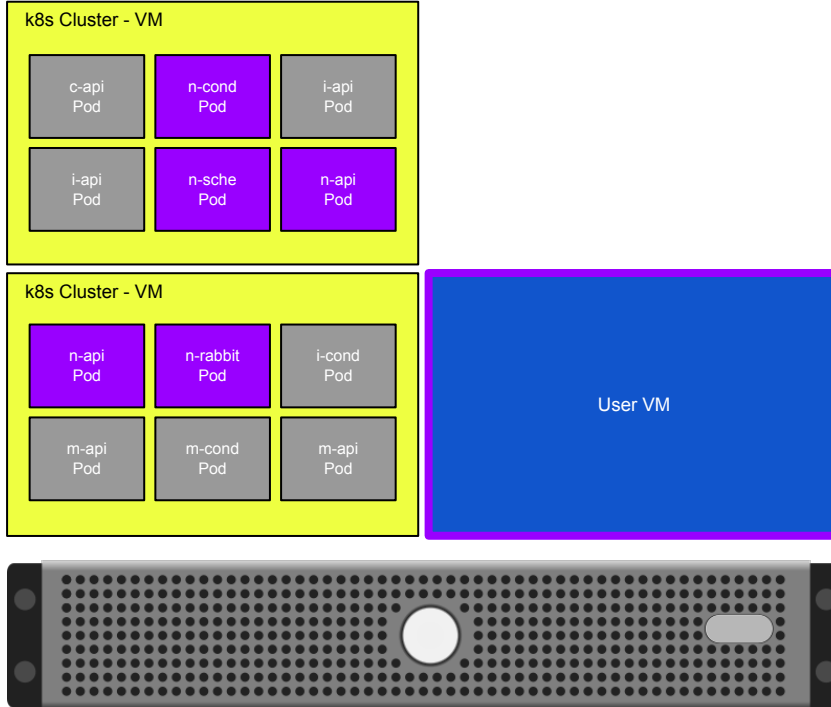 k8s Cluster - VM
c-api
Pod
n-cond
Pod
i-api
Pod
i-api
Pod
n-sche
Pod
n-api
Pod
k8s Cluster - VM
n-api
Pod
n-rabbit
Pod
i-cond
Pod
m-api
Pod
m-cond
Pod
m-api
Pod
User VM